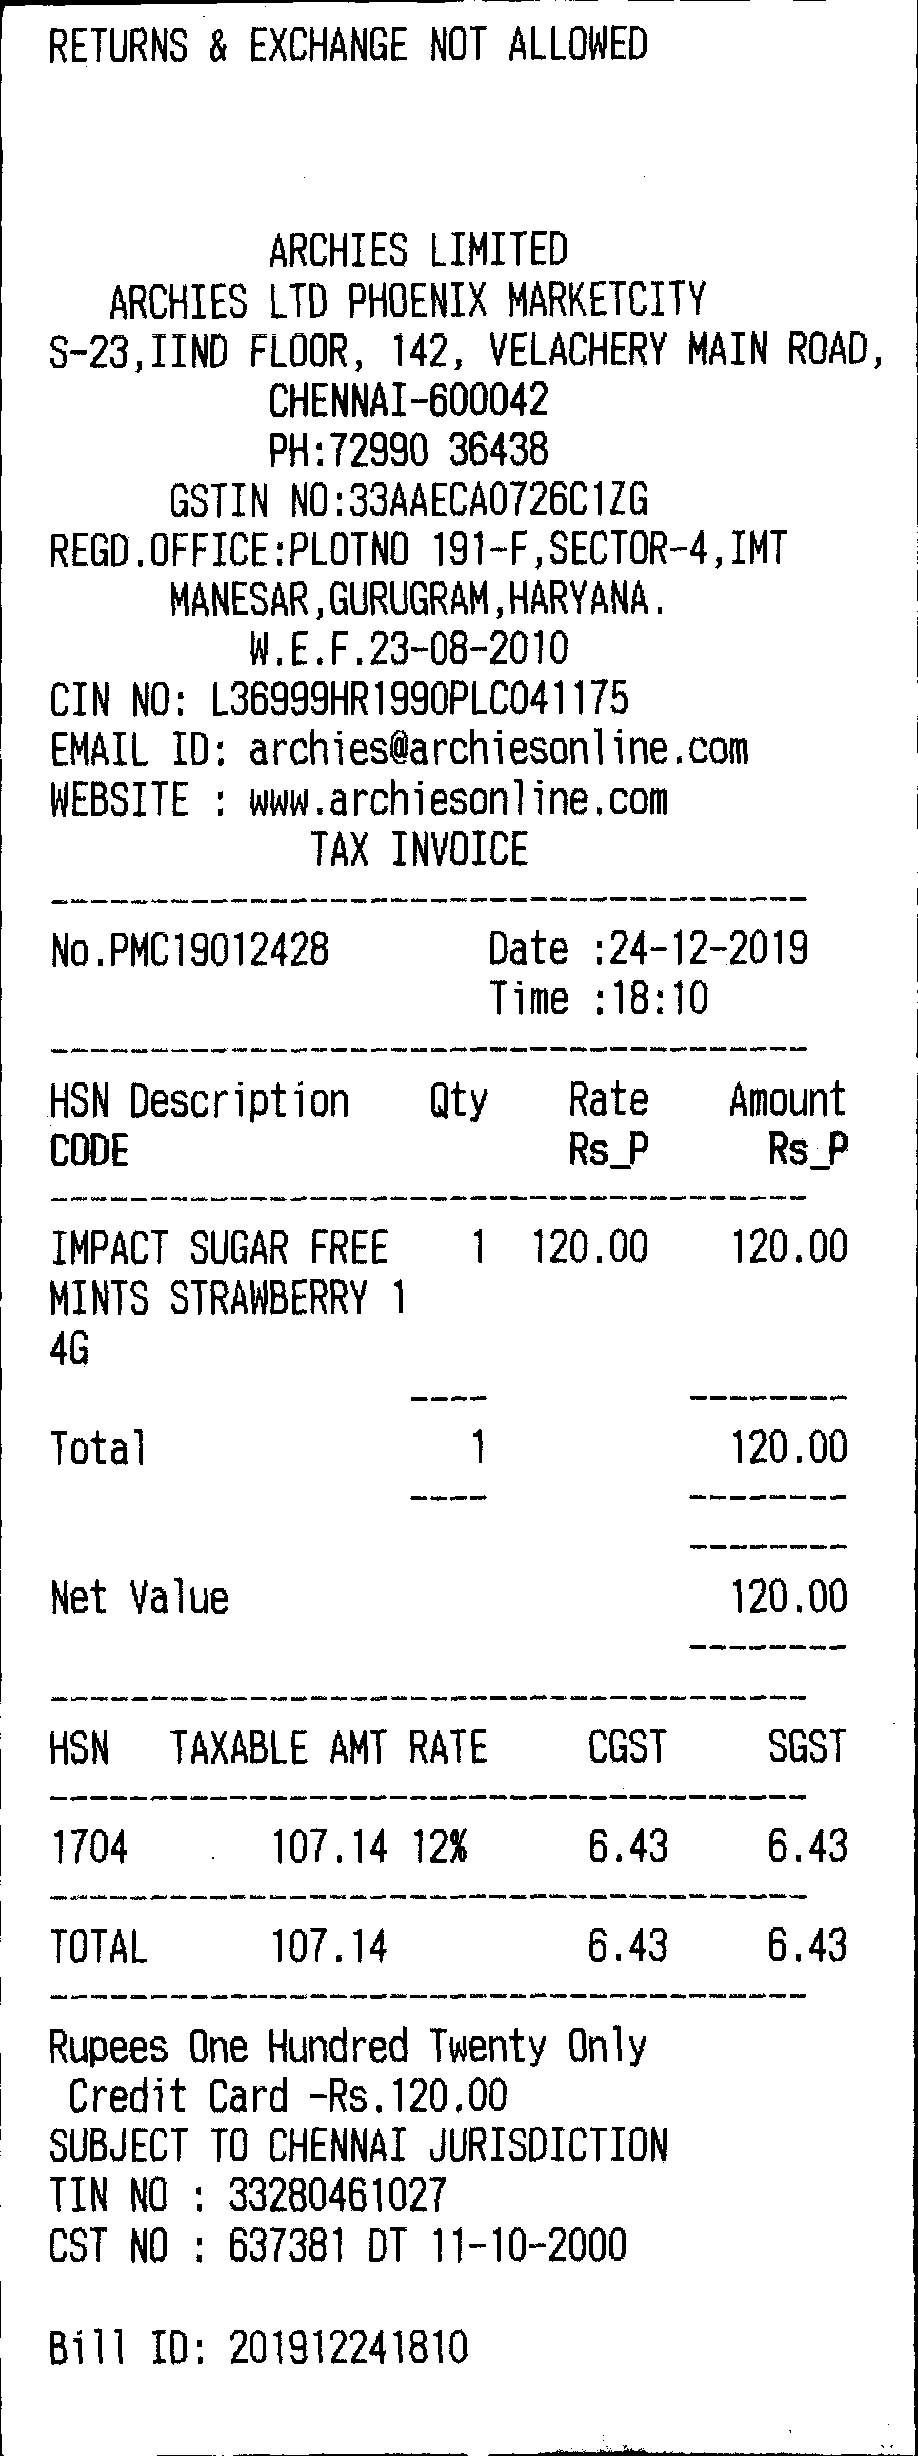 RETURNS & EXCHANGE NOT ALLOWED
ARCHIES LIMITED
ARCHIES LTD PHOENIX MARKETCITY
S-23,IIND FLOOR, 142, VELACHERY MAIN ROAD,
CHENNAI-600042
PH:72990 36438
GSTIN NO:33AAECA0726C1ZG
REGD.OFFICE:PLOTNO 191-F,SECTOR-4,IMT
MANESAR,GURUGRAM,HARYANA.
W.E.F.23-08-2010
CIN NO: L36999HR1990PLC041175
EMAIL ID: archies@archiesonline.com
WEBSITE : www.archiesonline.com
TAX INVOICE
No.PMC19012428 Date :24-12-2019
Time :18:10
HSN Description Qty Rate Amount
CODE Rs_P Rs_P
IMPACT SUGAR FREE 1 120.00 120.00
MINTS STRAWBERRY 1
4G
Total 1 120.00
Net Value 120.00
HSN TAXABLE AMT RATE CGST SGST
1704 107.14 12% 6.43 6.43
TOTAL 107.14 6.43 6.43
Rupees One Hundred Twenty Only
Credit Card -Rs.120.00
SUBJECT TO CHENNAI JURISDICTION
TIN NO : 33280461027
CST NO : 637381 DT 11-10-2000
Bill ID: 201912241810